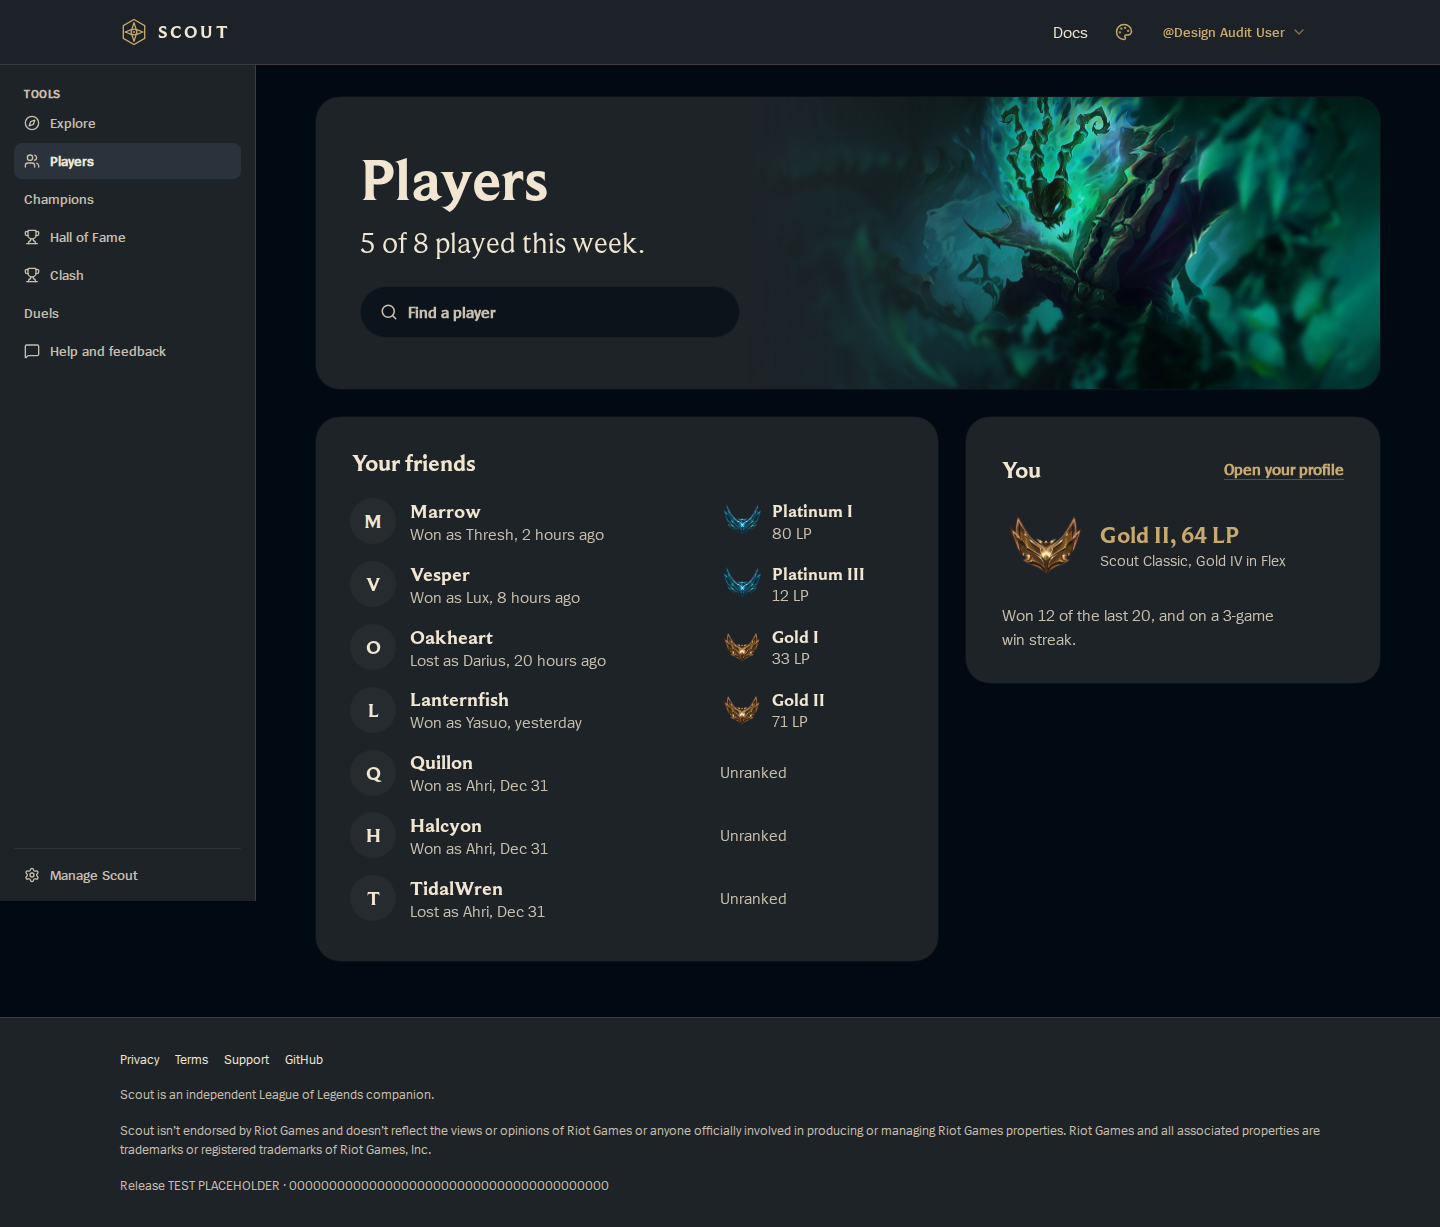 SCOUT
Docs
@Design Audit User
TOOLS
Explore
Players
Champions
Hall of Fame
Clash
Duels
Help and feedback
Manage Scout
Players
5 of 8 played this week.
Find a player
Your friends
M
Marrow
Won as Thresh, 2 hours ago
Platinum I
80 LP
V
Vesper
Won as Lux, 8 hours ago
Platinum III
12 LP
O
Oakheart
Lost as Darius, 20 hours ago
Gold I
33 LP
L
Lanternfish
Won as Yasuo, yesterday
Gold II
71 LP
Q
Quillon
Won as Ahri, Dec 31
Unranked
H
Halcyon
Won as Ahri, Dec 31
Unranked
T
TidalWren
Lost as Ahri, Dec 31
Unranked
You
Open your profile
Gold II, 64 LP
Scout Classic, Gold IV in Flex
Won 12 of the last 20, and on a 3-game
win streak.
Privacy Terms Support GitHub
Scout is an independent League of Legends companion.
Scout isn't endorsed by Riot Games and doesn't reflect the views or opinions of Riot Games or anyone officially involved in producing or managing Riot Games properties. Riot Games and all associated properties are
trademarks or registered trademarks of Riot Games, Inc.
Release TEST PLACEHOLDER · 0000000000000000000000000000000000000000